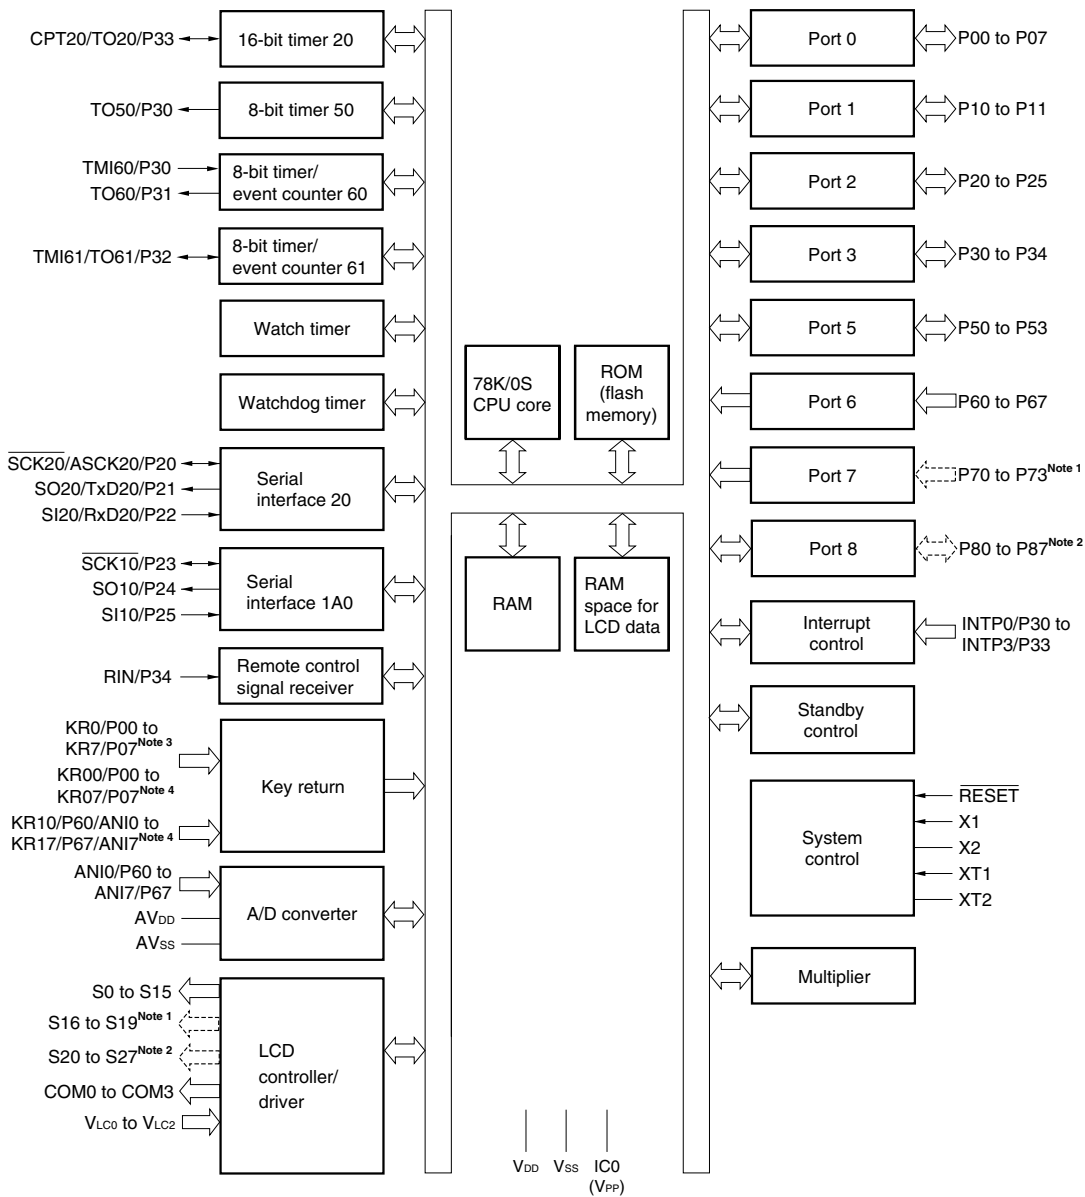 CPT20/TO20/P33
16-bit timer 20
TO50/P30
8-bit timer 50
TMI60/P30
TO60/P31
8-bit timer/
event counter 60
TMI61/TO61/P32
8-bit timer/
event counter 61
Watch timer
Watchdog timer
SCK20/ASCK20/P20
SO20/TxD20/P21
SI20/RxD20/P22
Serial
interface 20
SCK10/P23
SO10/P24
SI10/P25
Serial
interface 1A0
RIN/P34
Remote control
signal receiver
KR0/P00 to
KR7/P07Note 3
KR00/P00 to
KR07/P07Note 4
KR10/P60/ANI0 to
KR17/P67/ANI7Note 4
Key return
ANI0/P60 to
ANI7/P67
AVDD
AVSS
A/D converter
S0 to S15
S16 to S19Note 1
S20 to S27Note 2
COM0 to COM3
VLC0 to VLC2
LCD
controller/
driver
78K/0S
CPU core
ROM
(flash
memory)
RAM
RAM
space for
LCD data
VDD
VSS
IC0
(VPP)
Port 0
P00 to P07
Port 1
P10 to P11
Port 2
P20 to P25
Port 3
P30 to P34
Port 5
P50 to P53
Port 6
P60 to P67
Port 7
P70 to P73Note 1
Port 8
P80 to P87Note 2
Interrupt
control
INTP0/P30 to
INTP3/P33
Standby
control
System
control
RESET
X1
X2
XT1
XT2
Multiplier